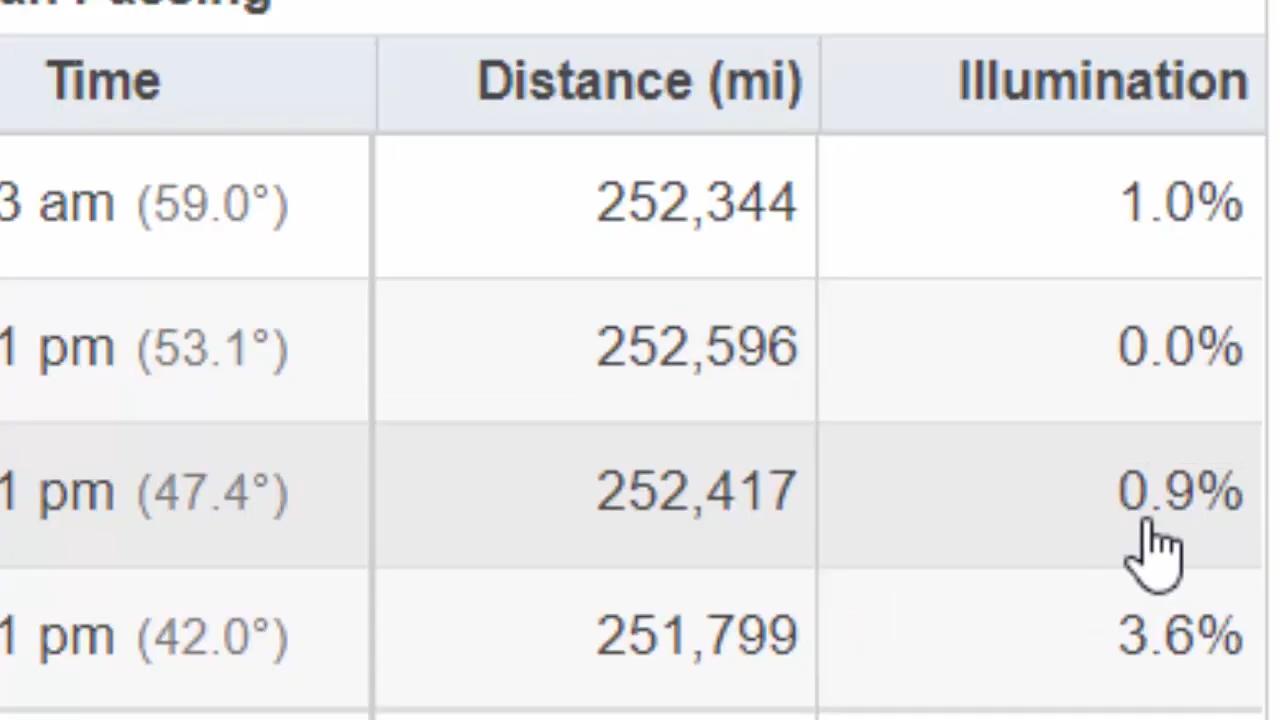 Passing
Time Distance (mi) Illumination
3 am (59.0°) 252,344 1.0%
1 pm (53.1°) 252,596 0.0%
1 pm (47.4°) 252,417 0.9%
1 pm (42.0°) 251,799 3.6%